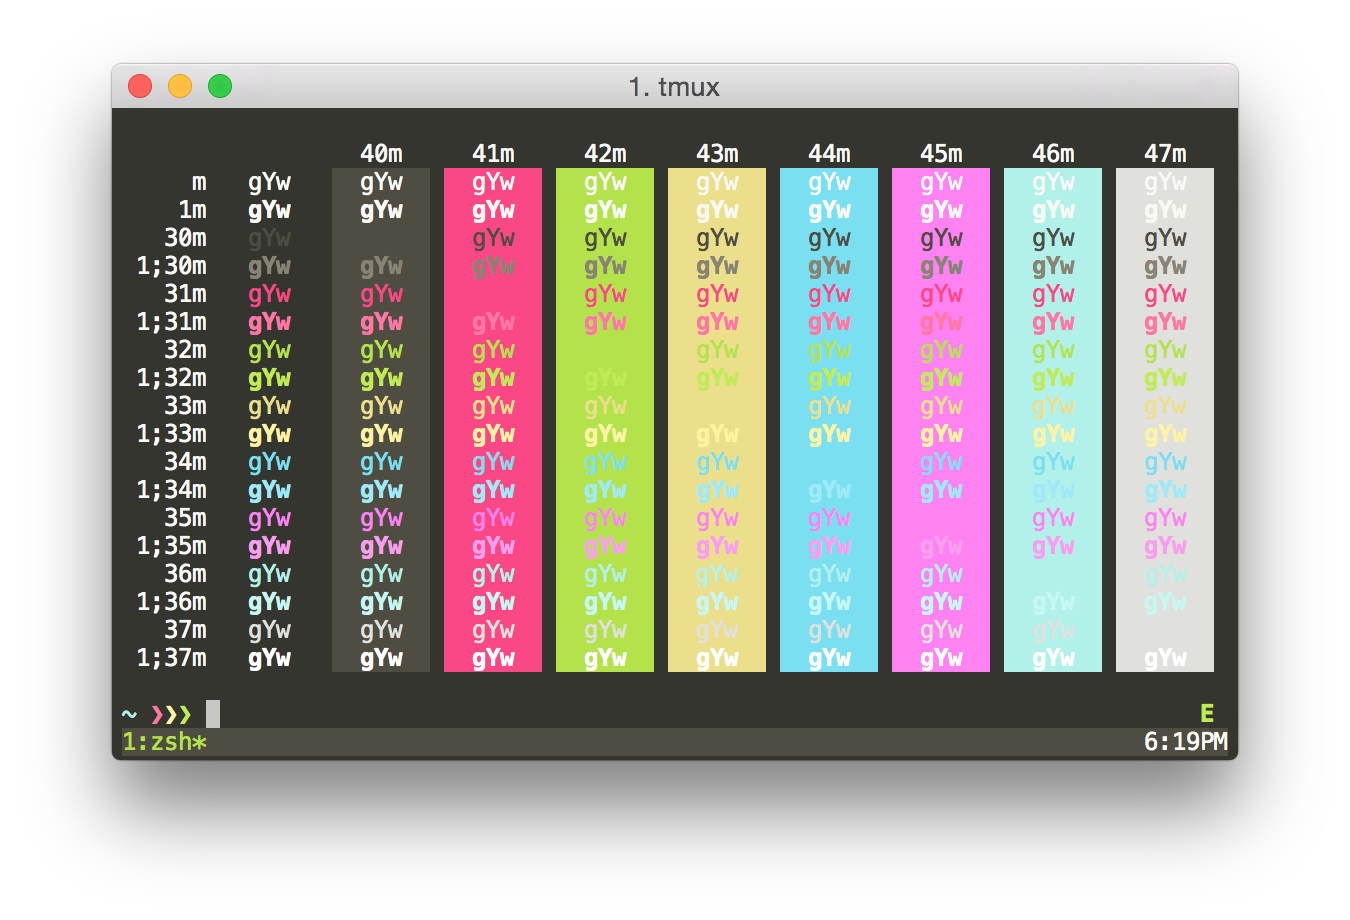 1. tmux
40m 41m 42m 43m 44m 45m 46m 47m
m gYw gYw gYw gYw gYw gYw gYw gYw gYw
1m gYw gYw gYw gYw gYw gYw gYw gYw gYw
30m gYw gYw gYw gYw gYw gYw gYw gYw
1;30m gYw gYw gYw gYw gYw gYw gYw gYw gYw
31m gYw gYw gYw gYw gYw gYw gYw gYw
1;31m gYw gYw gYw gYw gYw gYw gYw gYw gYw
32m gYw gYw gYw gYw gYw gYw gYw gYw
1;32m gYw gYw gYw gYw gYw gYw gYw gYw gYw
33m gYw gYw gYw gYw gYw gYw gYw gYw
1;33m gYw gYw gYw gYw gYw gYw gYw gYw gYw
34m gYw gYw gYw gYw gYw gYw gYw gYw
1;34m gYw gYw gYw gYw gYw gYw gYw gYw gYw
35m gYw gYw gYw gYw gYw gYw gYw gYw
1;35m gYw gYw gYw gYw gYw gYw gYw gYw gYw
36m gYw gYw gYw gYw gYw gYw gYw gYw
1;36m gYw gYw gYw gYw gYw gYw gYw gYw gYw
37m gYw gYw gYw gYw gYw gYw gYw gYw
1;37m gYw gYw gYw gYw gYw gYw gYw gYw gYw
~ ❯❯❯ E
1:zsh* 6:19PM